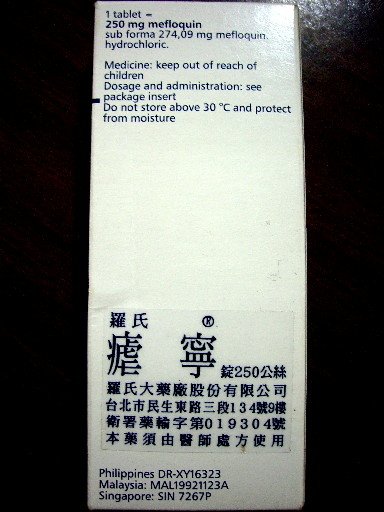 1 tablet =
250 mg mefloquin
sub forma 274,09 mg mefloquin.
hydrochloric.
Medicine: keep out of reach of
children
Dosage and administration: see
package insert
Do not store above 30 °C and protect
from moisture
羅氏 ®
瘧寧 錠250公絲
羅氏大藥廠股份有限公司
台北市民生東路三段134號9樓
衛署藥輸字第019304號
本藥須由醫師處方使用
Philippines DR-XY16323
Malaysia: MAL19921123A
Singapore: SIN 7267P